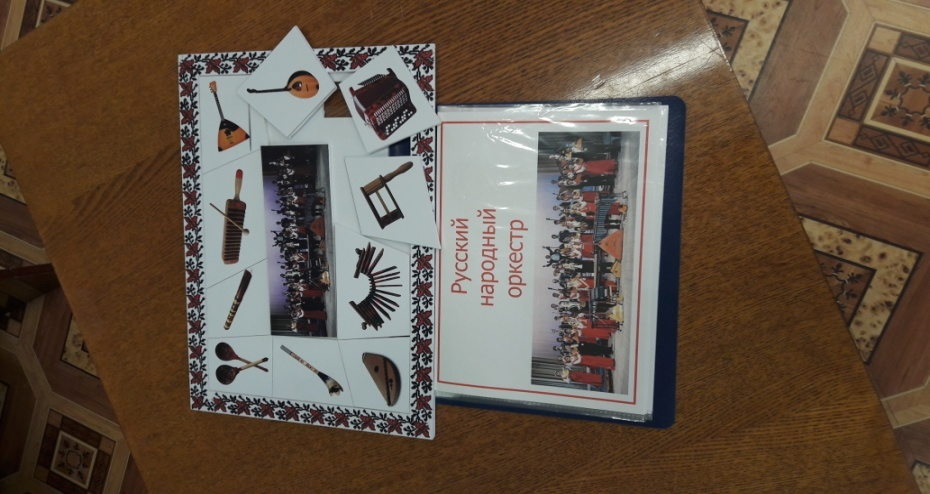 Русский
народный
оркестр